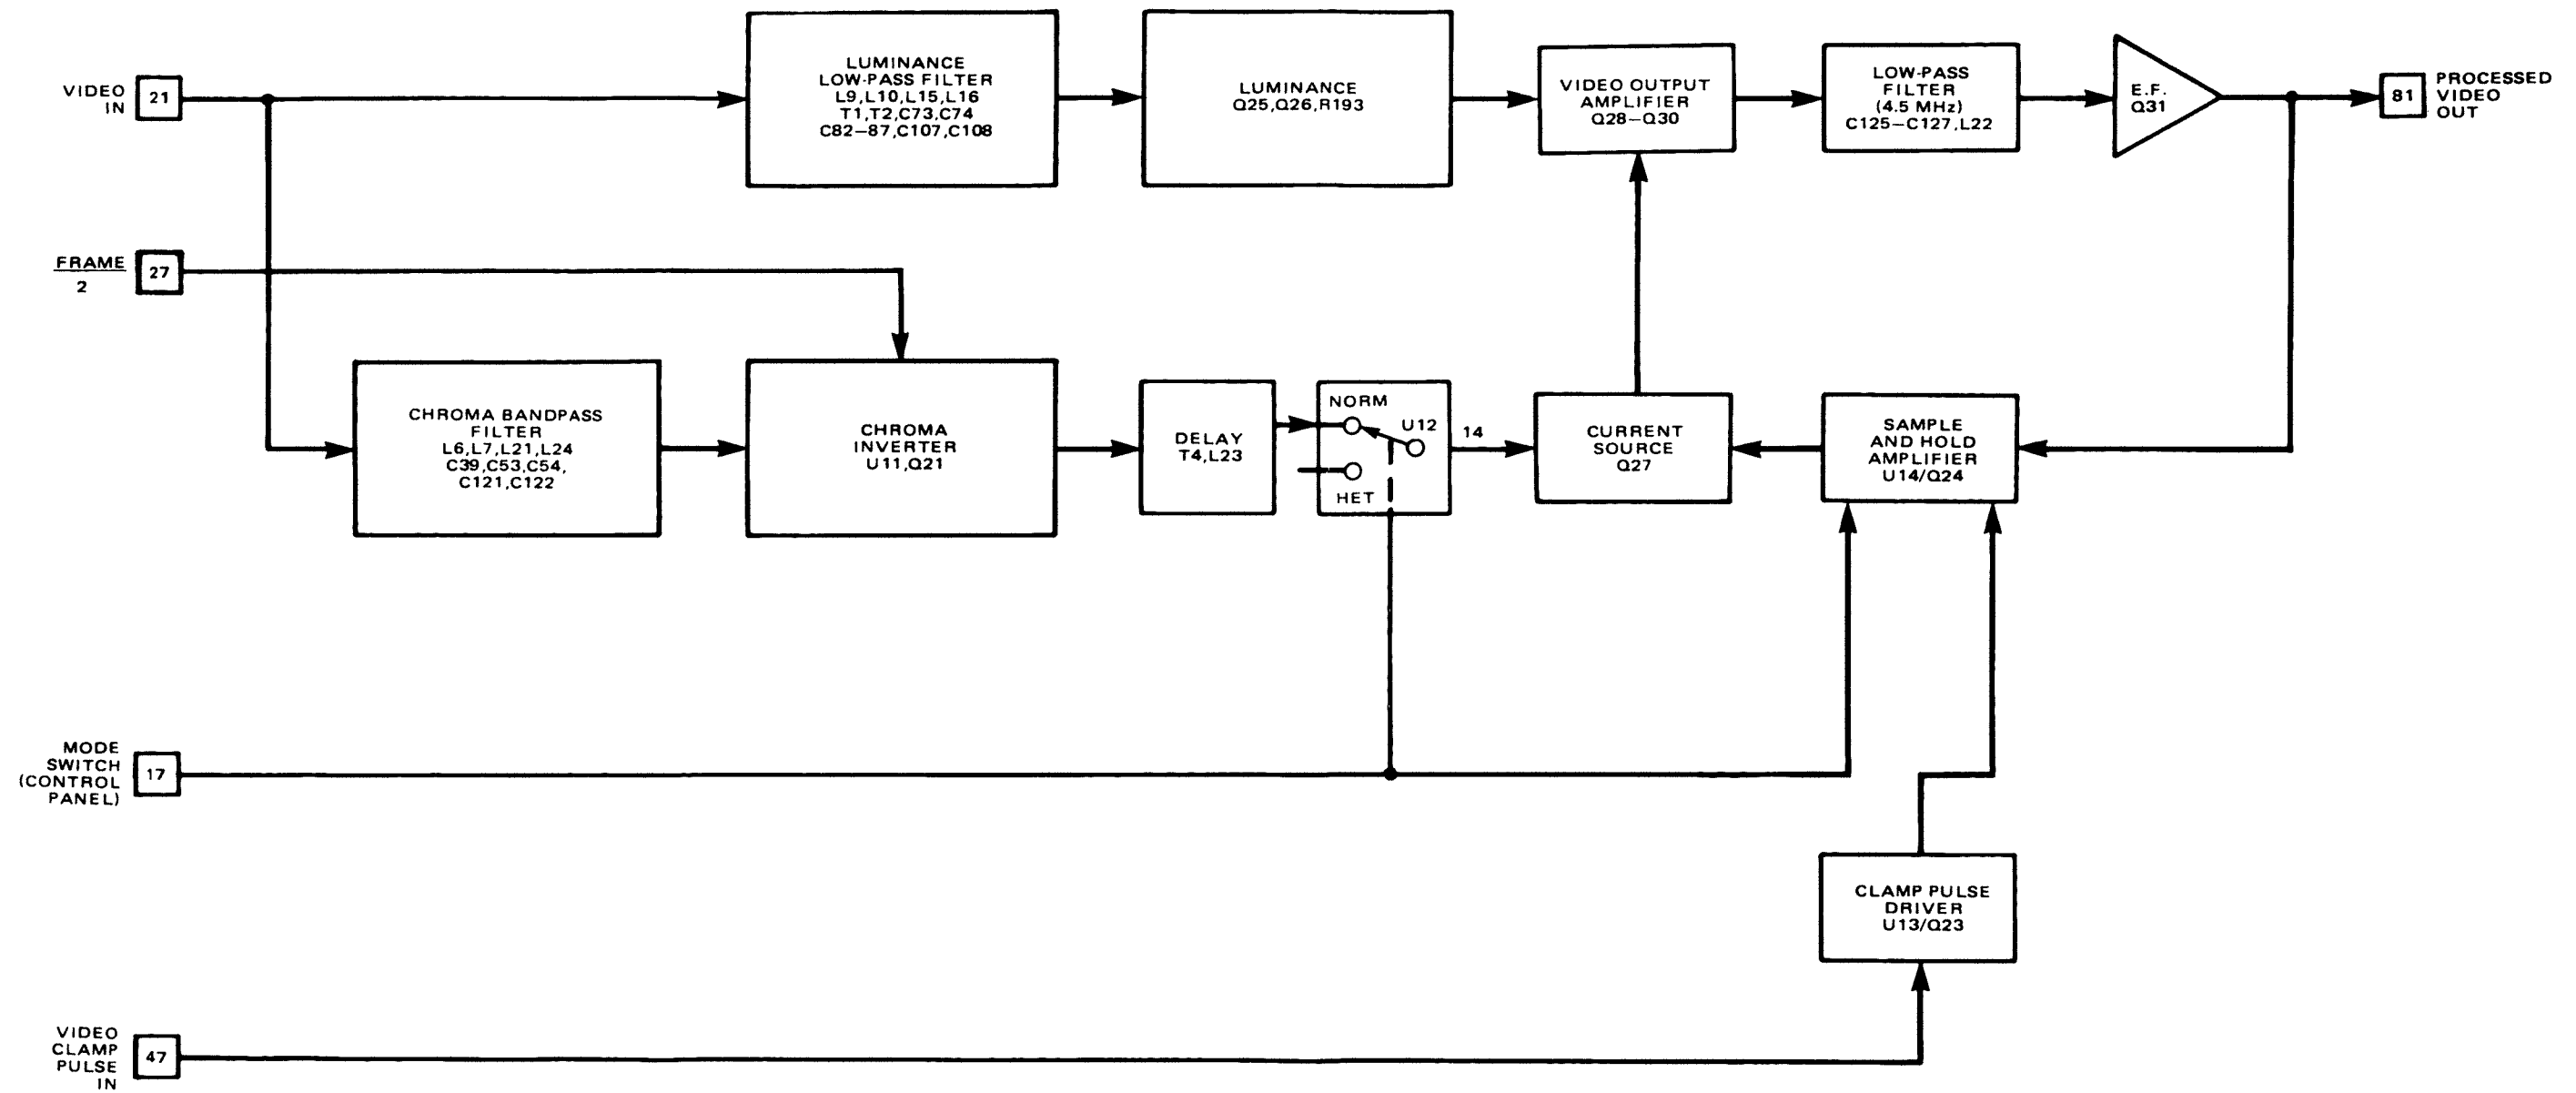 VIDEO
IN
21
LUMINANCE
LOW-PASS FILTER
L9,L10,L15,L16
T1,T2,C73,C74
C82–87,C107,C108
LUMINANCE
Q25,Q26,R193
VIDEO OUTPUT
AMPLIFIER
Q28–Q30
LOW-PASS
FILTER
(4.5 MHz)
C125–C127,L22
E.F.
Q31
81
PROCESSED
VIDEO
OUT
FRAME
2
27
CHROMA BANDPASS
FILTER
L6,L7,L21,L24
C39,C53,C54,
C121,C122
CHROMA
INVERTER
U11,Q21
DELAY
T4,L23
NORM
U12
HET
14
CURRENT
SOURCE
Q27
SAMPLE
AND HOLD
AMPLIFIER
U14/Q24
MODE
SWITCH
(CONTROL
PANEL)
17
CLAMP PULSE
DRIVER
U13/Q23
VIDEO
CLAMP
PULSE
IN
47